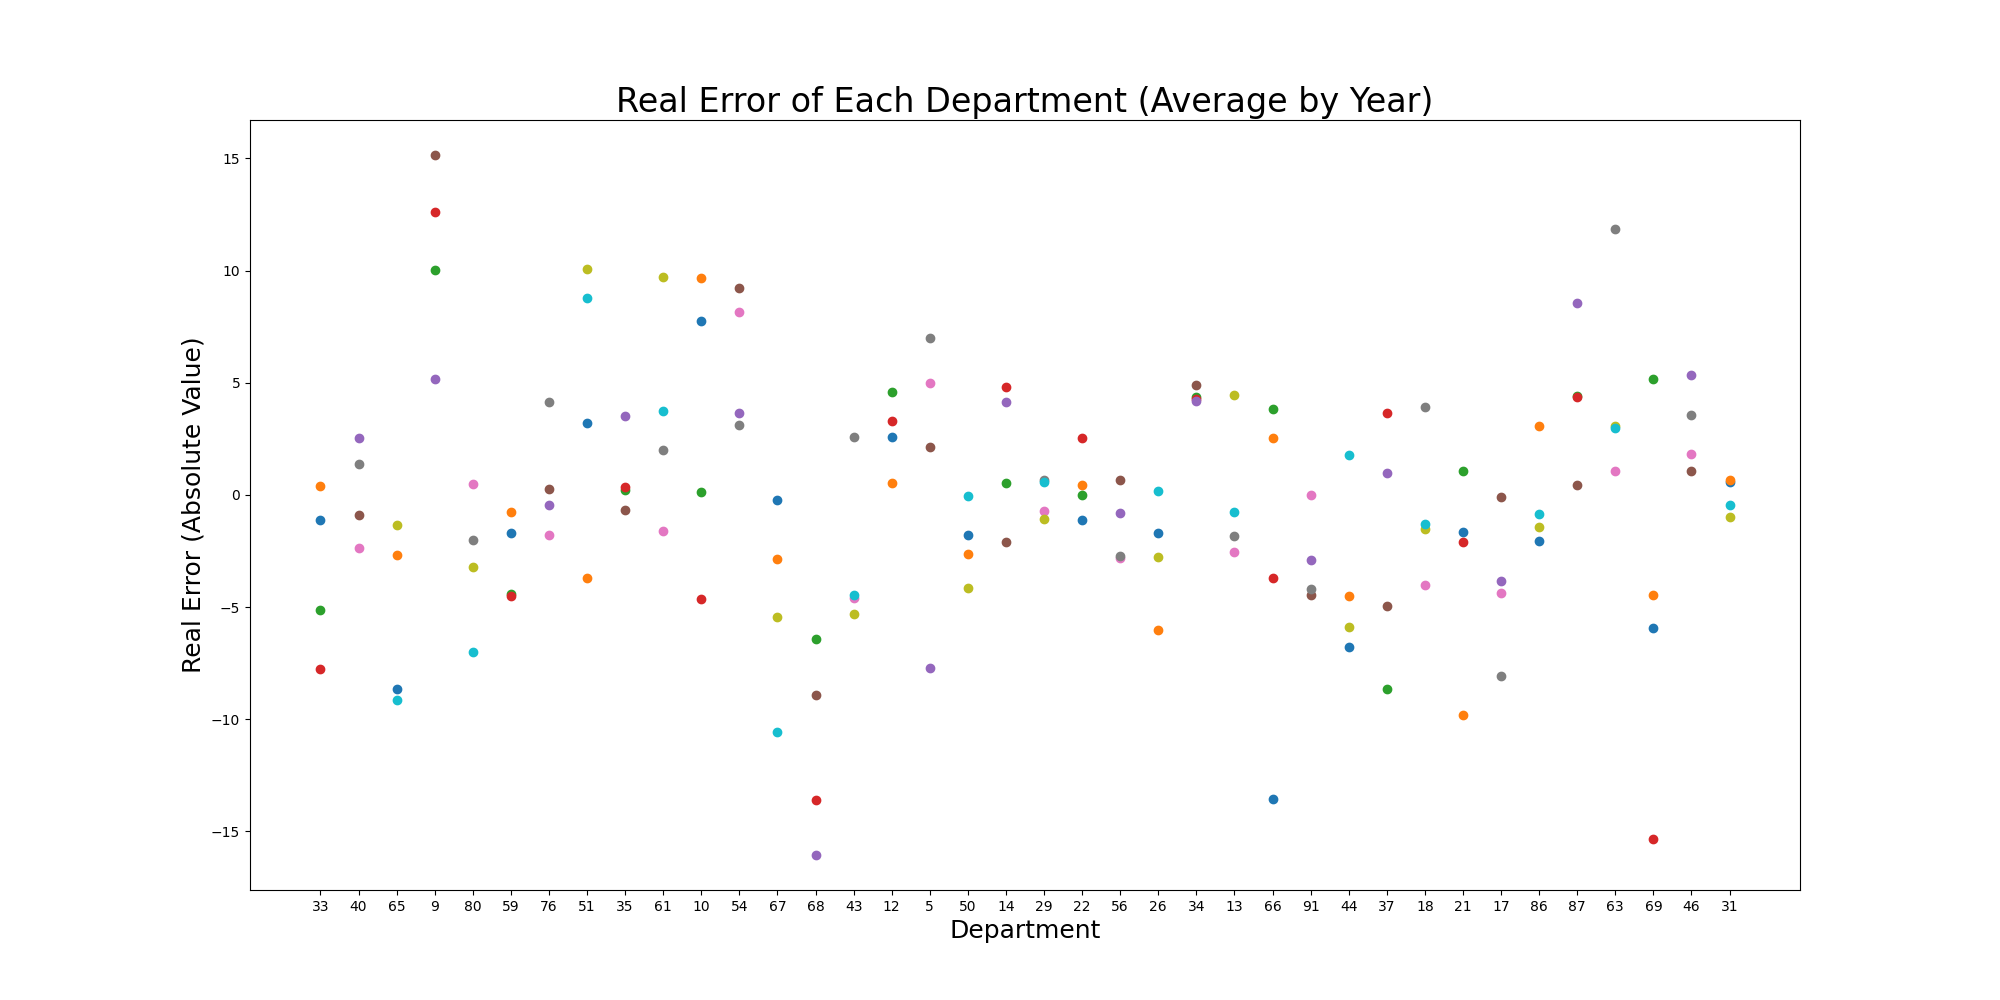 Real Error of Each Department (Average by Year)
Real Error (Absolute Value)
15
10
5
0
−5
−10
−15
33 40 65 9 80 59 76 51 35 61 10 54 67 68 43 12 5 50 14 29 22 56 26 34 13 66 91 44 37 18 21 17 86 87 63 69 46 31
Department